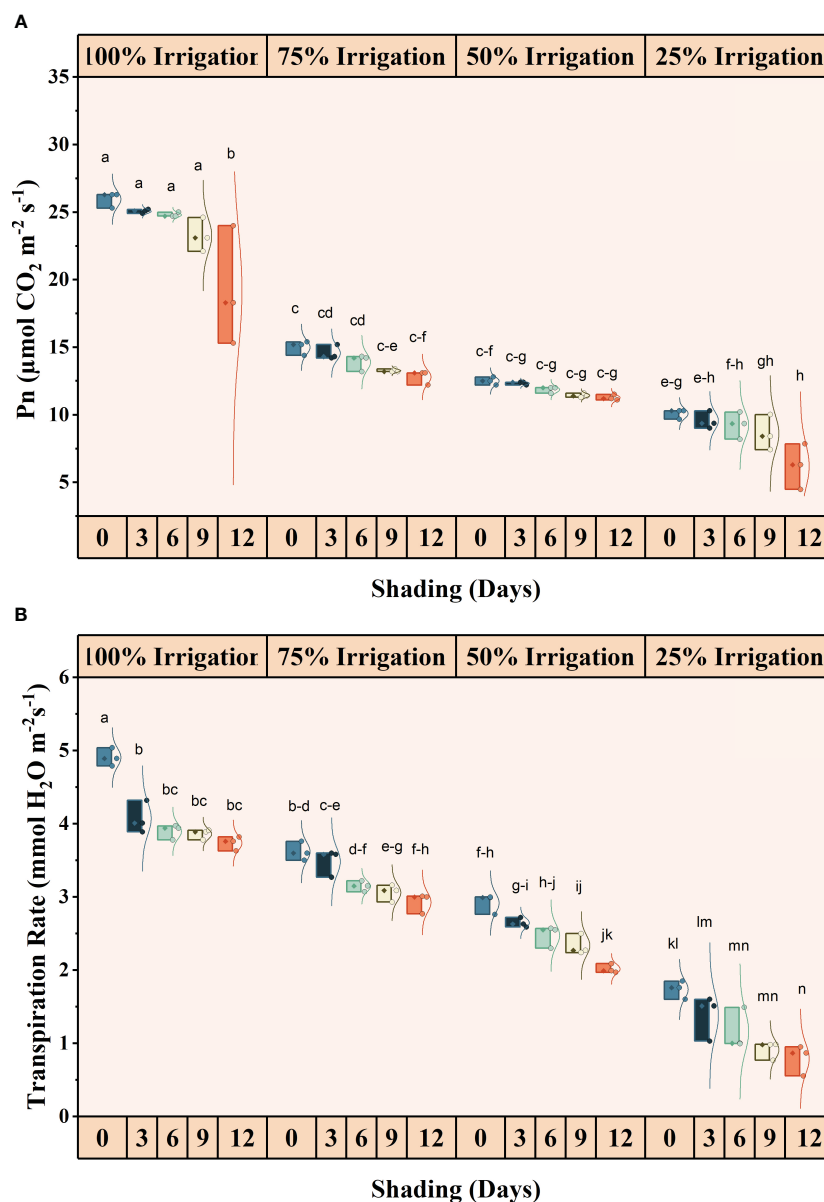 A
100% Irrigation 75% Irrigation 50% Irrigation 25% Irrigation
35
30
25
20
15
10
5
Pn (µmol CO2 m-2 s-1)
a a a a b
c cd cd c-e c-f
c-f c-g c-g c-g c-g
e-g e-h f-h gh h
0 3 6 9 12 0 3 6 9 12 0 3 6 9 12 0 3 6 9 12
Shading (Days)
B
100% Irrigation 75% Irrigation 50% Irrigation 25% Irrigation
6
5
4
3
2
1
0
Transpiration Rate (mmol H2O m-2s-1)
a b bc bc bc
b-d c-e d-f e-g f-h
f-h g-i h-j ij jk
kl lm mn mn n
0 3 6 9 12 0 3 6 9 12 0 3 6 9 12 0 3 6 9 12
Shading (Days)